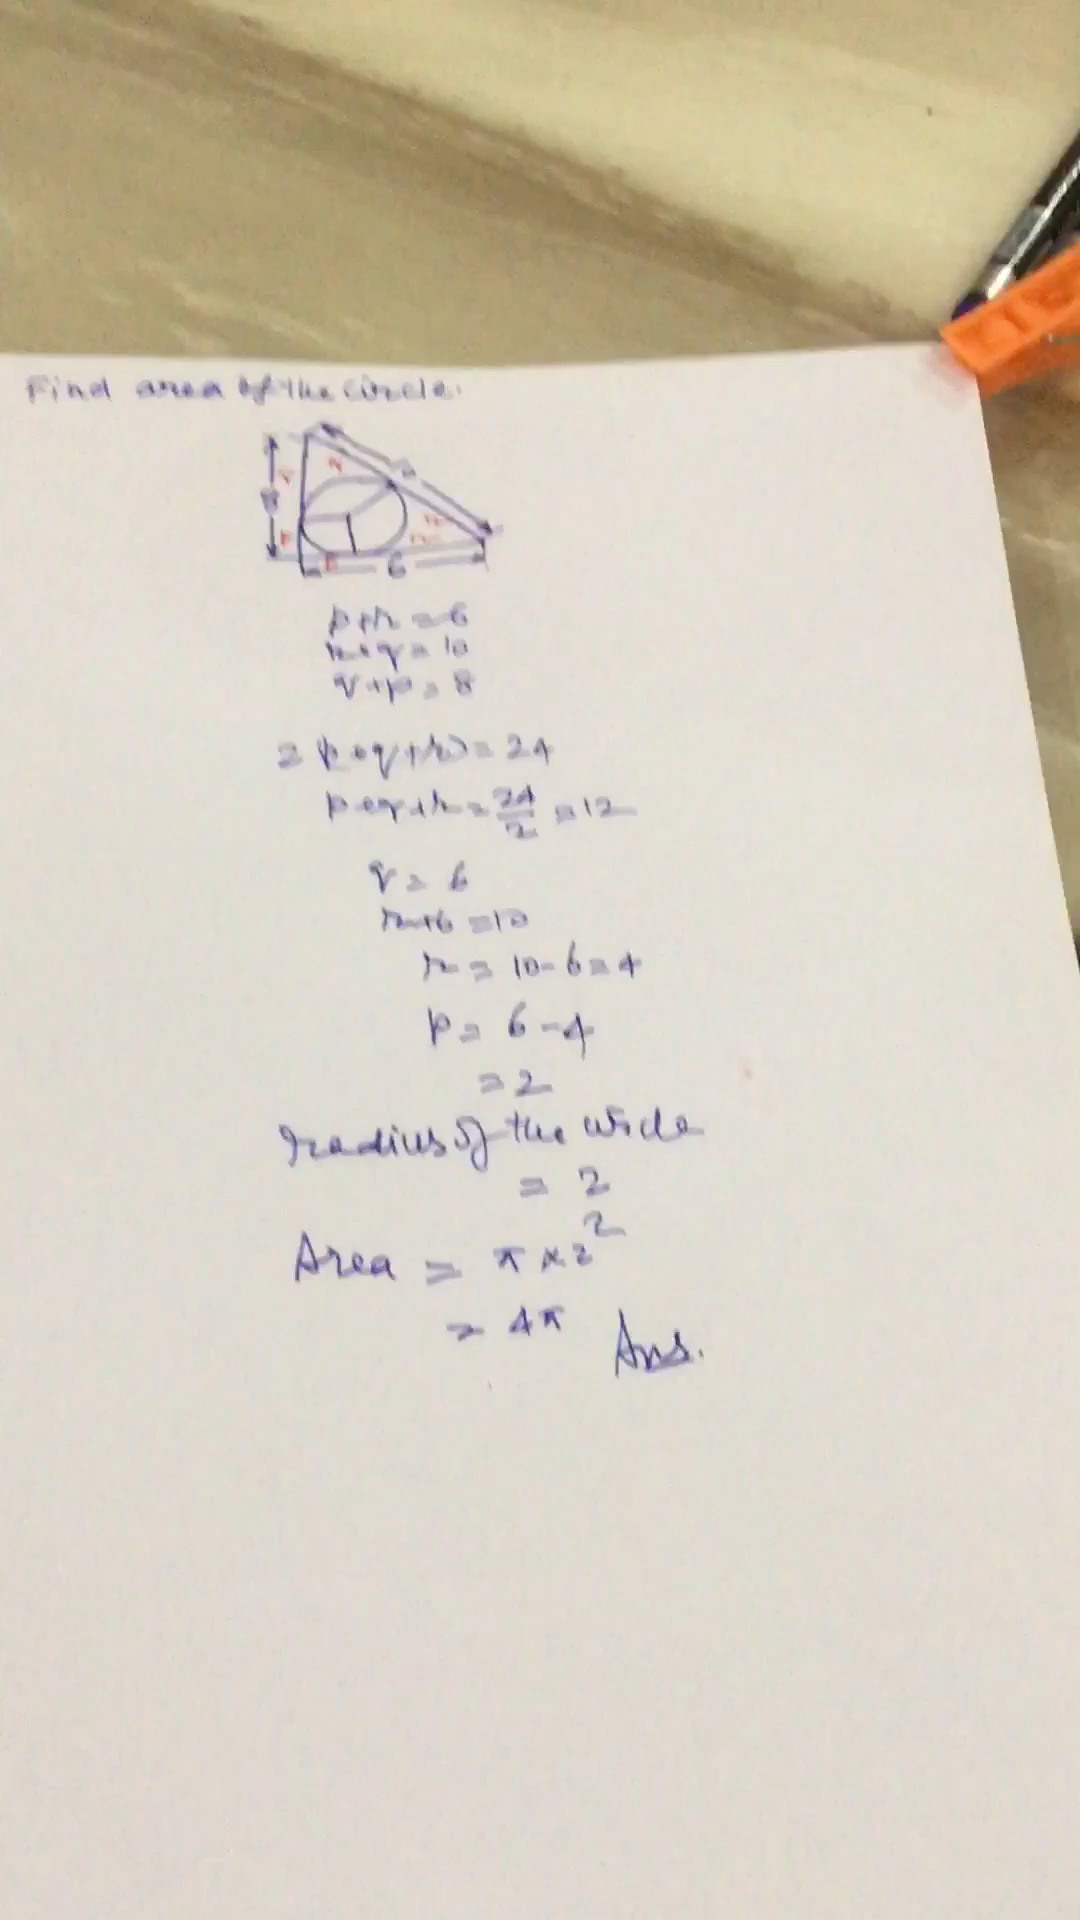 Find area of the circle.
8
10
6
p+r = 6
r+q = 10
q+p = 8
2 p+q+r) = 24
p+q+r = 24/2 = 12
q = 6
r+6 = 10
r = 10-6=4
p = 6-4
= 2
radius of the circle
= 2
Area = π x 2²
= 4π Ans.